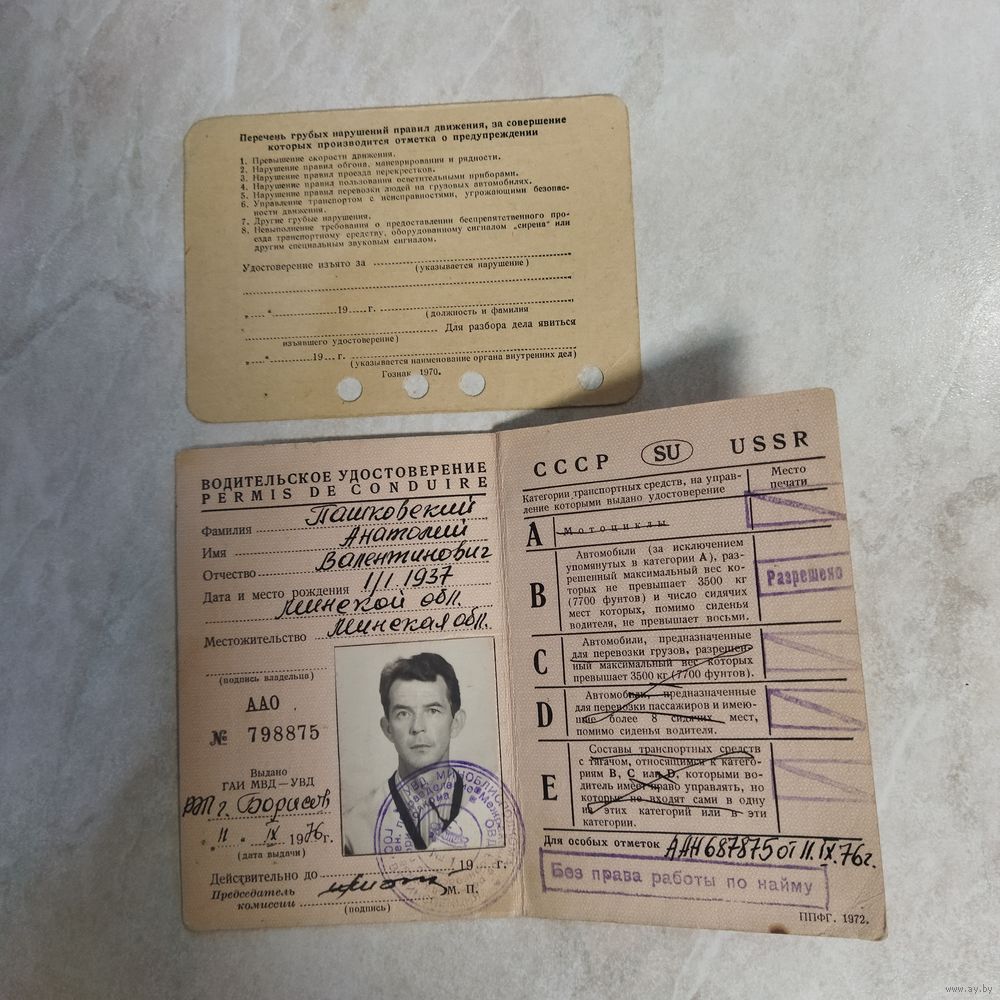 Перечень грубых нарушений правил движения, за совершение
которых производится отметка о предупреждении
1. Превышение скорости движения.
2. Нарушение правил обгона, маневрирования и рядности.
3. Нарушение правил проезда перекрестков.
4. Нарушение правил пользования осветительными приборами.
5. Нарушение правил перевозки людей на грузовых автомобилях.
6. Управление транспортом с неисправностями, угрожающими безопас-
ности движения.
7. Другие грубые нарушения.
8. Невыполнение требования о предоставлении беспрепятственного про-
езда транспортному средству, оборудованному сигналом „сирена" или
другим специальным звуковым сигналом.
Удостоверение изъято за
(указывается нарушение)
„ “ 19 г.
(должность и фамилия
Для разбора дела явиться
изъявшего удостоверение)
„ “ 19 г.
(указывается наименование органа внутренних дел)
Гознак 1970.
ВОДИТЕЛЬСКОЕ УДОСТОВЕРЕНИЕ
PERMIS DE CONDUIRE
Фамилия Пашковский
Имя Анатолий
Отчество Валентинович
Дата и место рождения 1/I 1937
Минской обл.
Местожительство Минская обл.
(подпись владельца)
ААО
№ 798875
Выдано
ГАИ МВД—УВД
г. Борисов
„ 11 “ IX 1976 г.
(дата выдачи)
Действительно до 19 г.
Председатель
комиссии М. П.
(подпись)
СССР SU USSR
Категории транспортных средств, на управ-
ление которыми выдано удостоверение
Место
печати
A Мотоциклы
B Автомобили (за исключением
упомянутых в категории А), раз-
решенный максимальный вес ко-
торых не превышает 3500 кг
(7700 фунтов) и число сидячих
мест которых, помимо сиденья
водителя, не превышает восьми.
Разрешено
C Автомобили, предназначенные
для перевозки грузов, разрешен-
ный максимальный вес которых
превышает 3500 кг (7700 фунтов).
D Автомобили, предназначенные
для перевозки пассажиров и имею-
щие более 8 сидячих мест,
помимо сиденья водителя.
E Составы транспортных средств
с тягачом, относящимся к катего-
риям В, С или D, которыми во-
дитель имеет право управлять, но
которые не входят сами в одну
из этих категорий или в эти
категории.
Для особых отметок ААН 687875 от 11.IX.76г.
Без права работы по найму
ППФГ. 1972.
www.ay.by